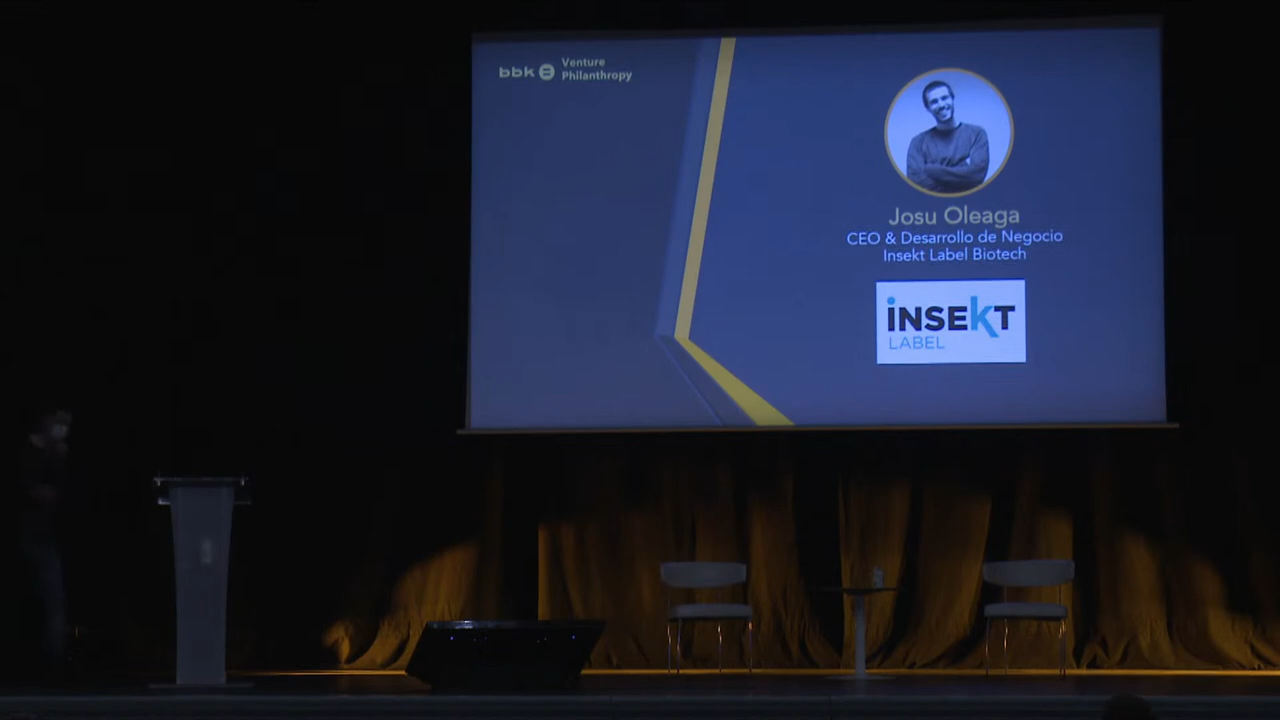 bbk Venture
Philanthropy
Josu Oleaga
CEO & Desarrollo de Negocio
Insekt Label Biotech
iNSEkT
LABEL